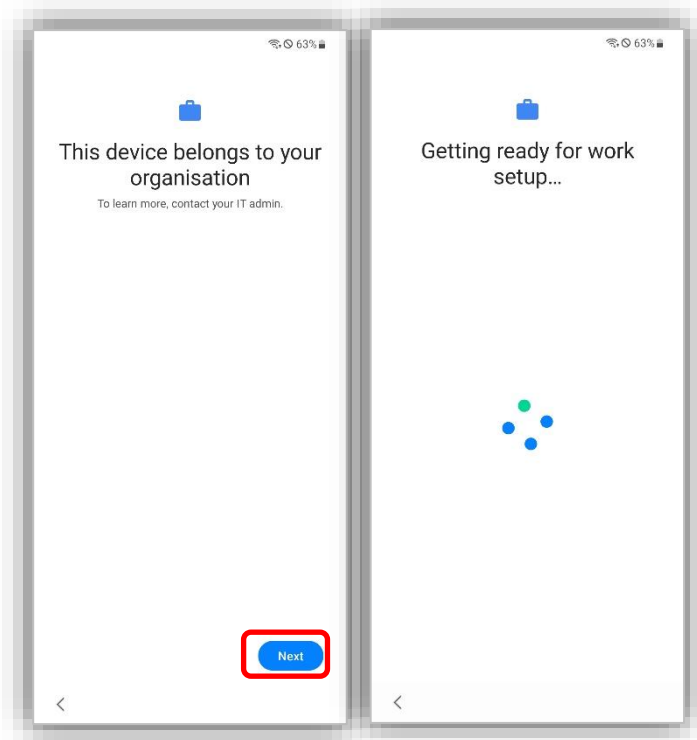 63%
This device belongs to your
organisation
To learn more, contact your IT admin.
Next
63%
Getting ready for work
setup...